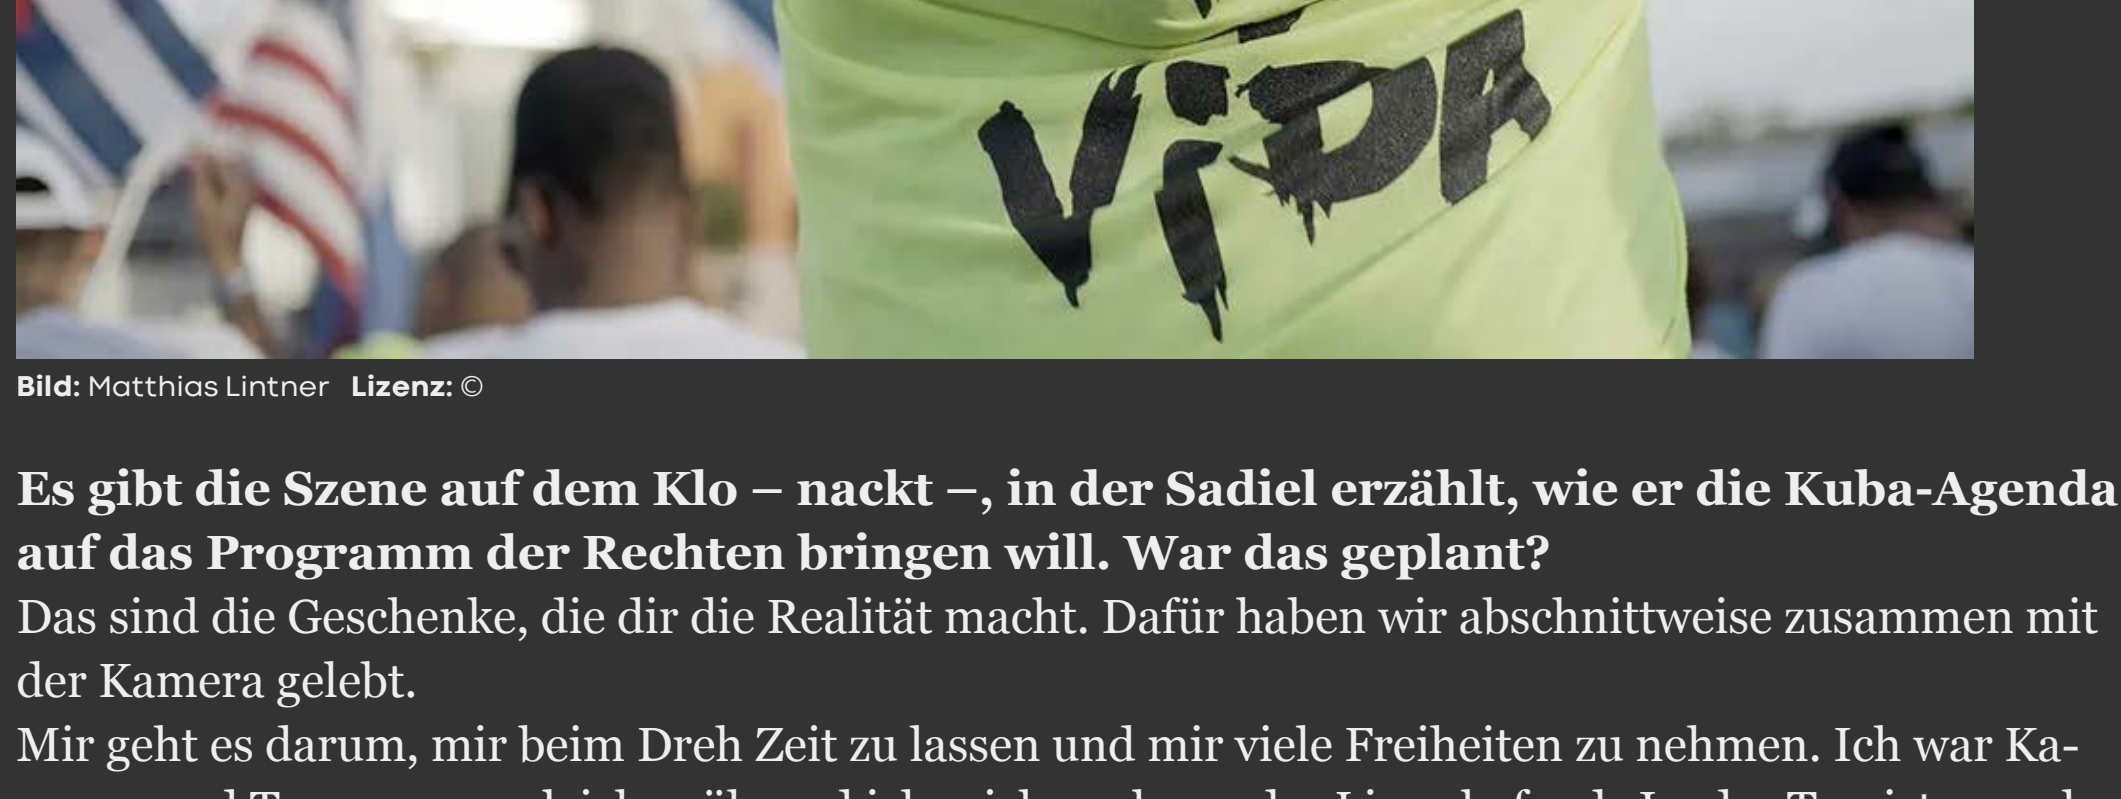 ViDA
Bild: Matthias Lintner Lizenz: ©
Es gibt die Szene auf dem Klo – nackt –, in der Sadiel erzählt, wie er die Kuba-Agenda
auf das Programm der Rechten bringen will. War das geplant?
Das sind die Geschenke, die dir die Realität macht. Dafür haben wir abschnittweise zusammen mit
der Kamera gelebt.
Mir geht es darum, mir beim Dreh Zeit zu lassen und mir viele Freiheiten zu nehmen. Ich war Ka-